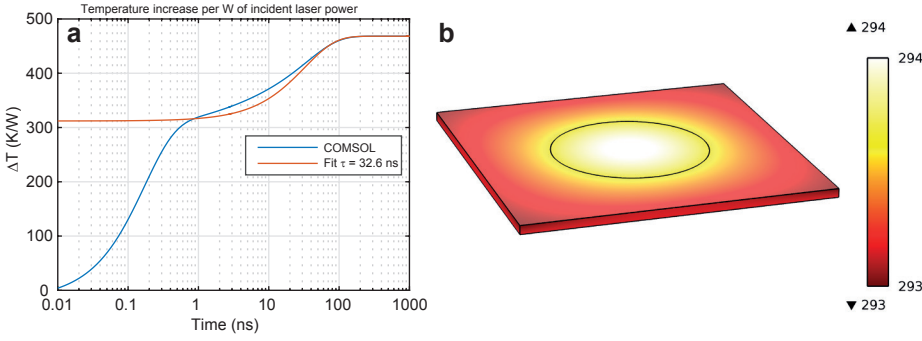 Temperature increase per W of incident laser power
a
500
400
300
200
100
0
ΔT (K/W)
COMSOL
Fit τ = 32.6 ns
0.01
0.1
1
10
100
1000
Time (ns)
b
▲ 294
294
293
▼ 293